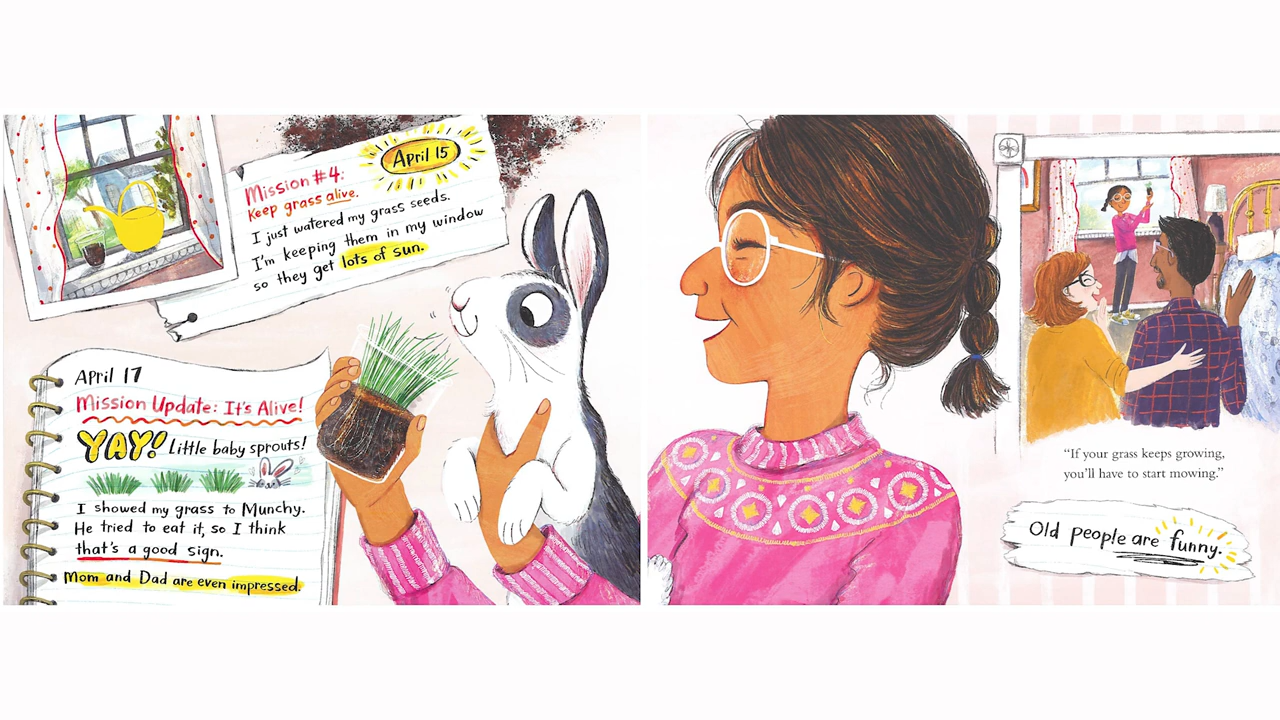 April 15
Mission #4:
Keep grass alive.
I just watered my grass seeds.
I'm keeping them in my window
so they get lots of sun.
April 17
Mission Update: It's Alive!
YAY! Little baby sprouts!
I showed my grass to Munchy.
He tried to eat it, so I think
that's a good sign.
Mom and Dad are even impressed.
“If your grass keeps growing,
you'll have to start mowing.”
Old people are funny.